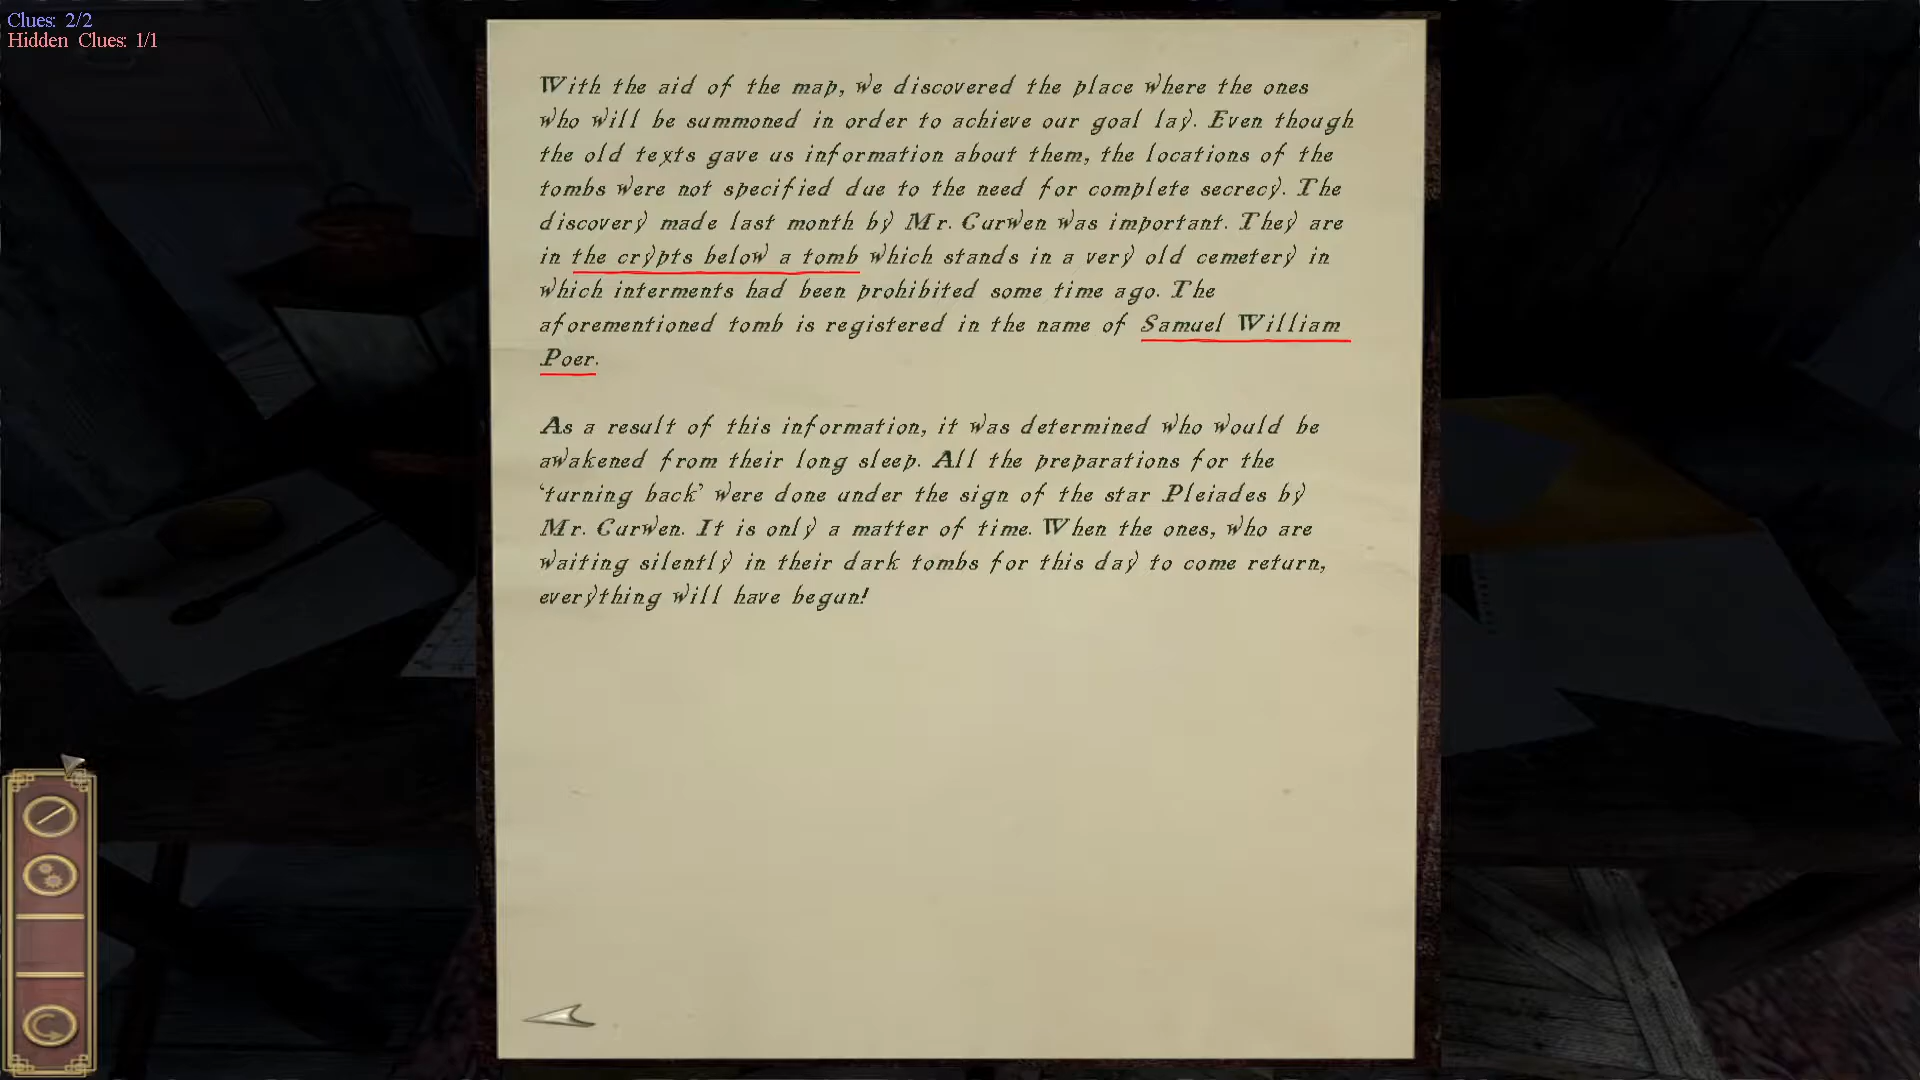 Clues: 2/2
Hidden Clues: 1/1
With the aid of the map, we discovered the place where the ones
who will be summoned in order to achieve our goal lay. Even though
the old texts gave us information about them, the locations of the
tombs were not specified due to the need for complete secrecy. The
discovery made last month by Mr. Curwen was important. They are
in the crypts below a tomb which stands in a very old cemetery in
which interments had been prohibited some time ago. The
aforementioned tomb is registered in the name of Samuel William
Poer.
As a result of this information, it was determined who would be
awakened from their long sleep. All the preparations for the
‘turning back’ were done under the sign of the star Pleiades by
Mr. Curwen. It is only a matter of time. When the ones, who are
waiting silently in their dark tombs for this day to come return,
everything will have begun!